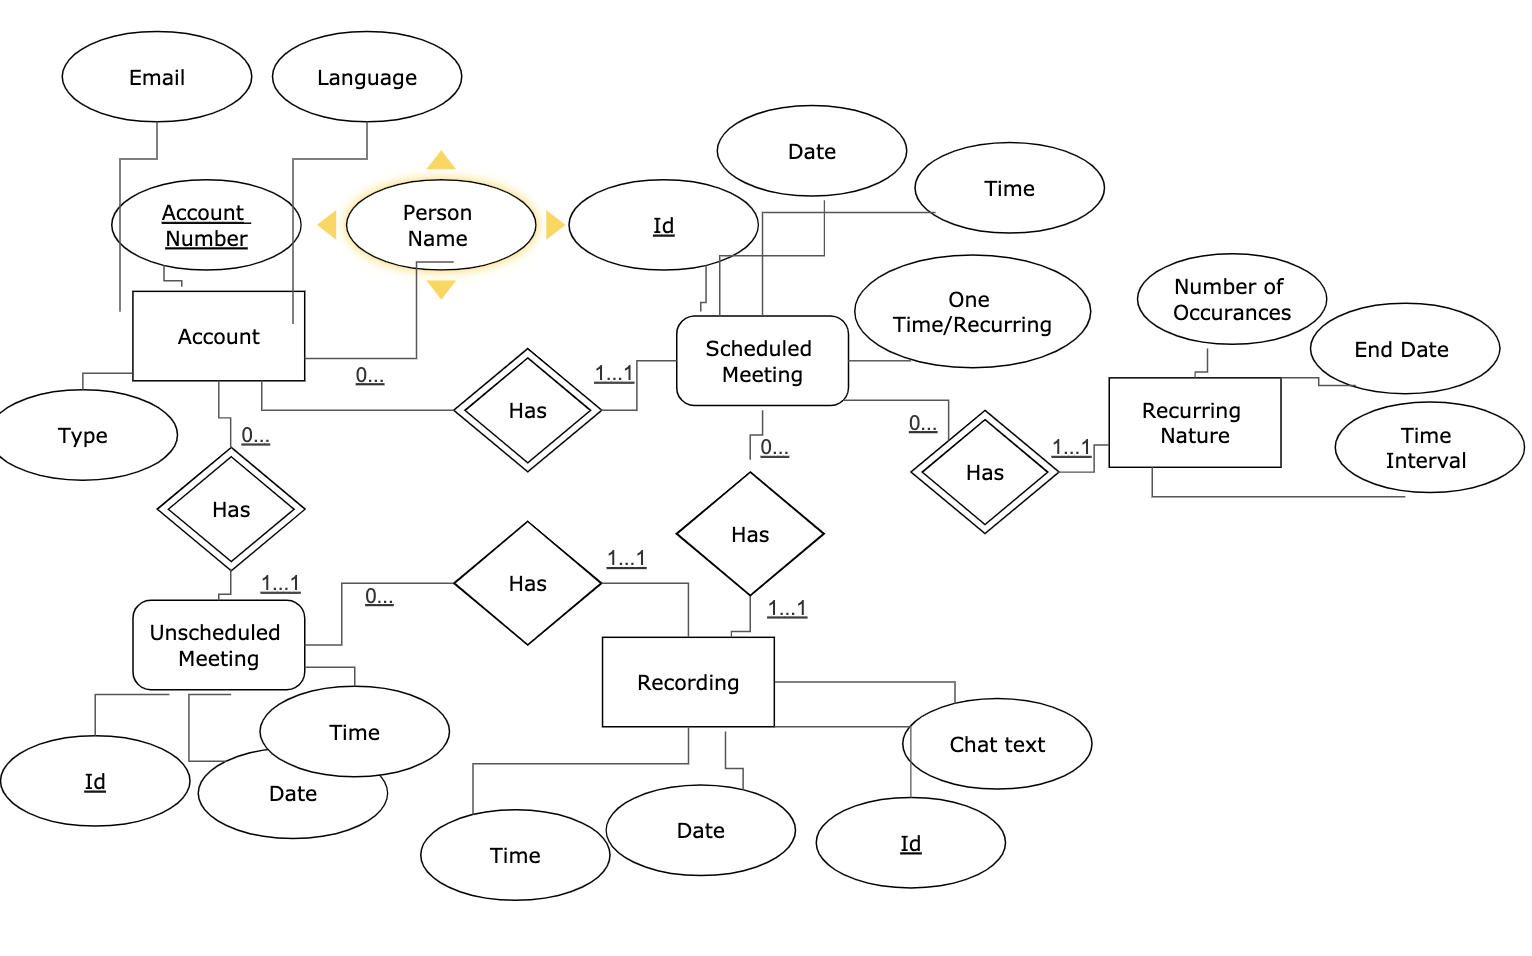 Email
Language
Date
Time
Account
Number
Person
Name
Id
One
Time/Recurring
Number of
Occurances
End Date
Account
Scheduled
Meeting
0...
1...1
Has
Recurring
Nature
Time
Interval
Type
0...
0...
0...
1...1
Has
Has
Has
1...1
0...
Has
1...1
1...1
Unscheduled
Meeting
Recording
Time
Id
Date
Chat text
Time
Date
Id